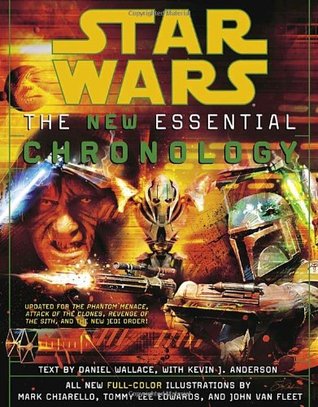 STAR
WARS
®
THE NEW ESSENTIAL
CHRONOLOGY
UPDATED FOR THE PHANTOM MENACE,
ATTACK OF THE CLONES, REVENGE OF
THE SITH, AND THE NEW JEDI ORDER!
TEXT BY DANIEL WALLACE, WITH KEVIN J. ANDERSON
ALL NEW FULL-COLOR ILLUSTRATIONS BY
MARK CHIARELLO, TOMMY LEE EDWARDS, AND JOHN VAN FLEET